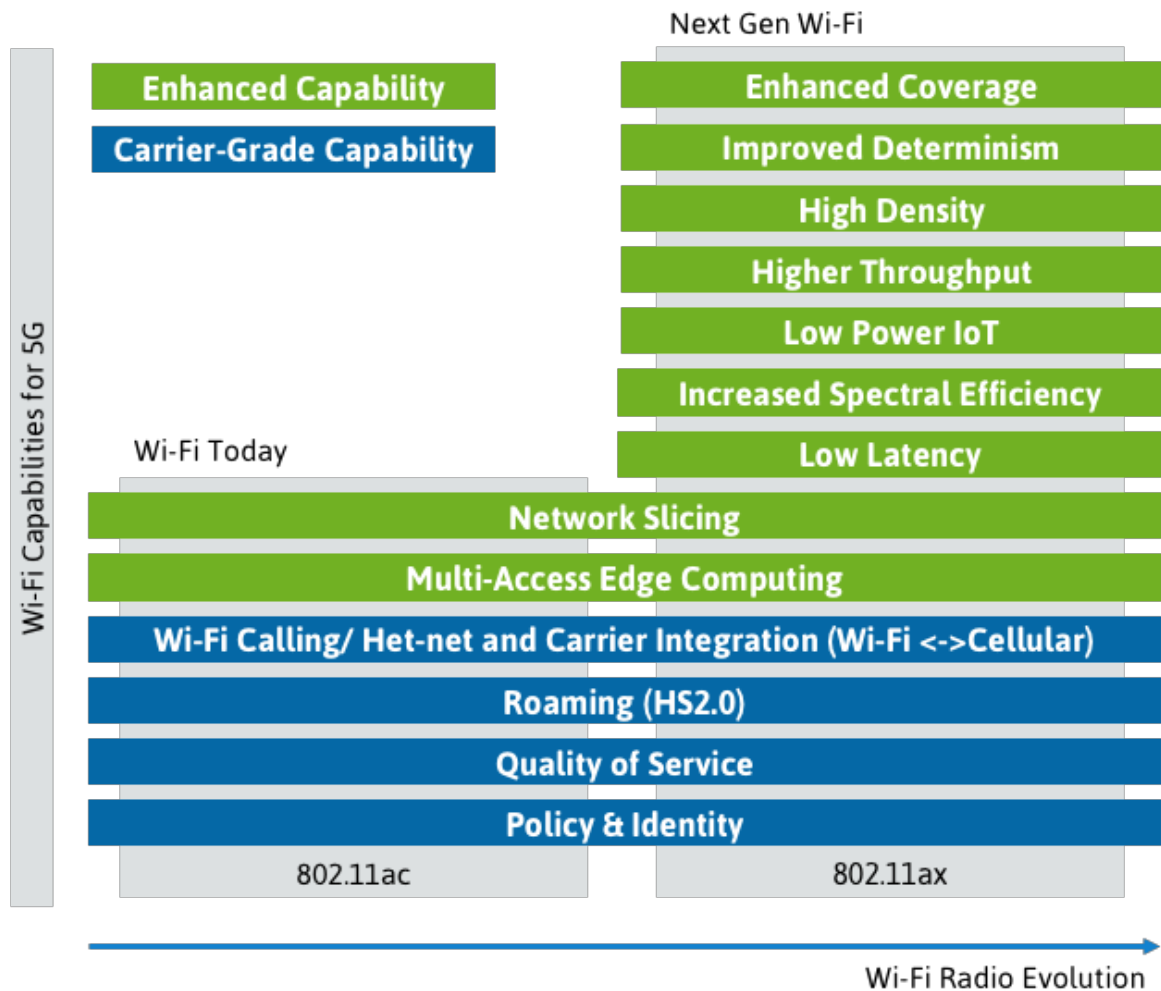 Next Gen Wi-Fi
Enhanced Capability
Carrier-Grade Capability
Enhanced Coverage
Improved Determinism
High Density
Higher Throughput
Low Power IoT
Increased Spectral Efficiency
Low Latency
Wi-Fi Capabilities for 5G
Wi-Fi Today
Network Slicing
Multi-Access Edge Computing
Wi-Fi Calling/ Het-net and Carrier Integration (Wi-Fi <->Cellular)
Roaming (HS2.0)
Quality of Service
Policy & Identity
802.11ac
802.11ax
Wi-Fi Radio Evolution